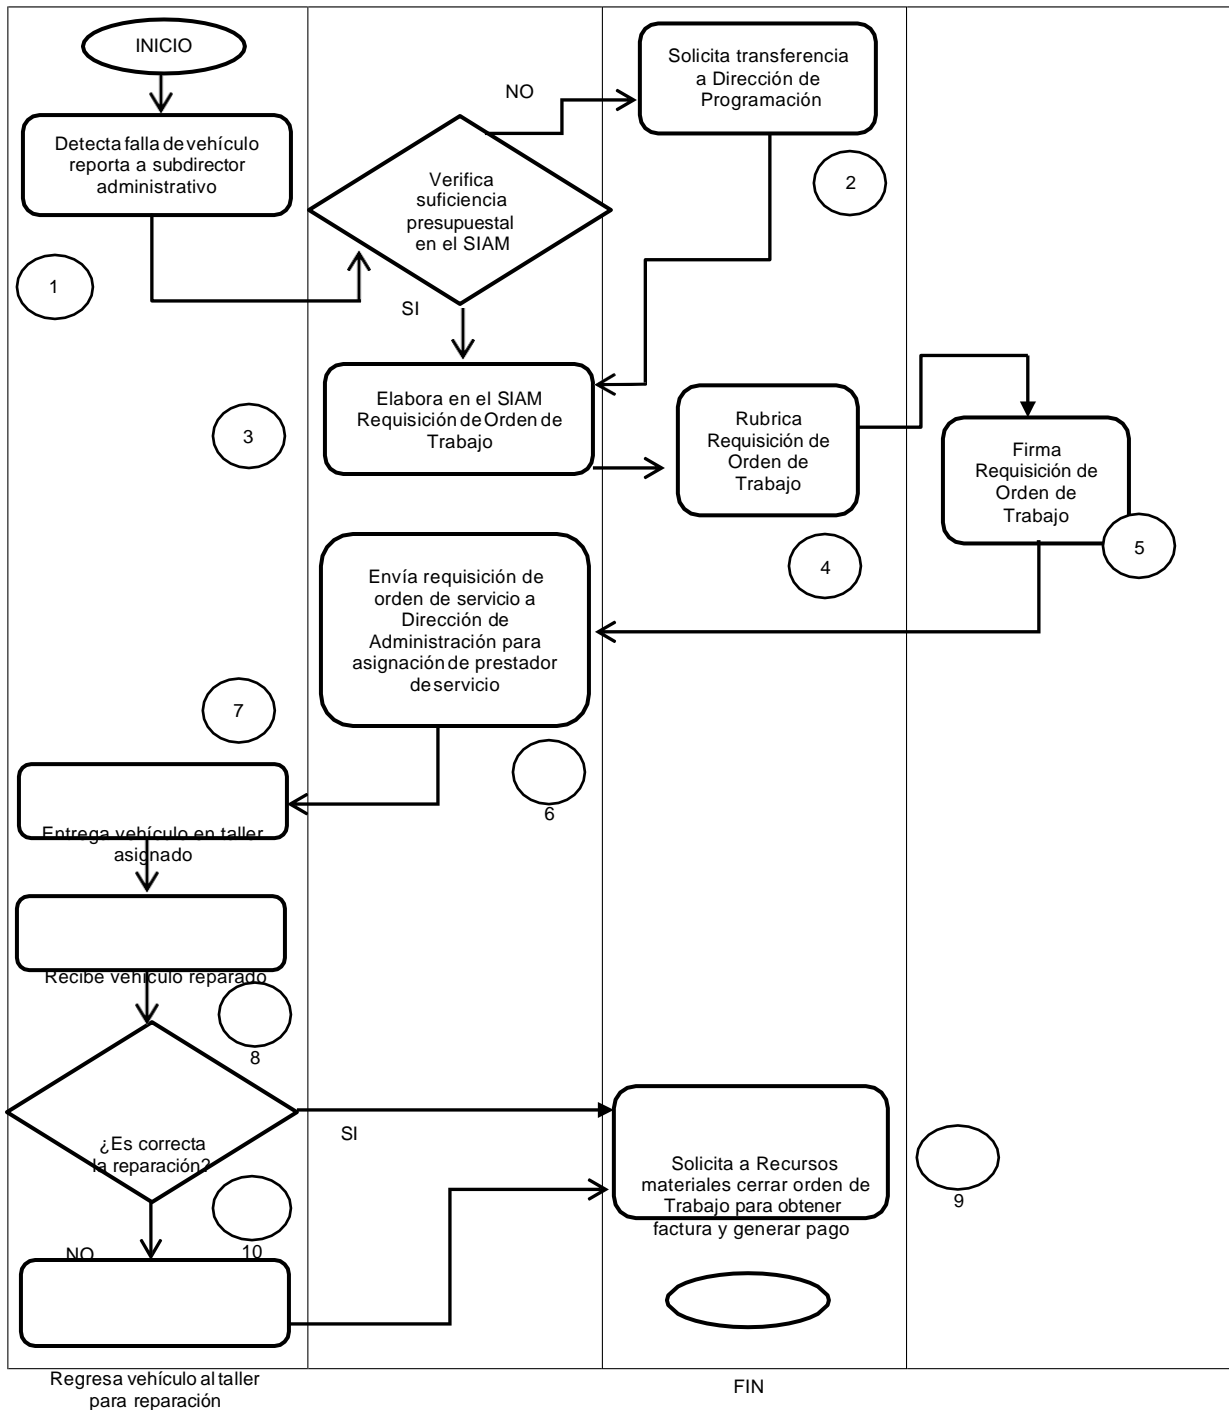 INICIO
Detecta falla de vehículo
reporta a subdirector
administrativo
1
NO
Verifica
suficiencia
presupuestal
en el SIAM
SI
Solicita transferencia
a Dirección de
Programación
2
3
Elabora en el SIAM
Requisición de Orden de
Trabajo
Rubrica
Requisición de
Orden de
Trabajo
4
Firma
Requisición de
Orden de
Trabajo
5
Envía requisición de
orden de servicio a
Dirección de
Administración para
asignación de prestador
de servicio
6
7
Entrega vehículo en taller
asignado
Recibe vehículo reparado
8
¿Es correcta
la reparación?
SI
Solicita a Recursos
materiales cerrar orden de
Trabajo para obtener
factura y generar pago
9
NO
10
Regresa vehículo al taller
para reparación
FIN